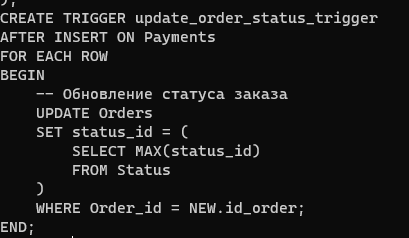 );
CREATE TRIGGER update_order_status_trigger
AFTER INSERT ON Payments
FOR EACH ROW
BEGIN
    -- Обновление статуса заказа
    UPDATE Orders
    SET status_id = (
        SELECT MAX(status_id)
        FROM Status
    )
    WHERE Order_id = NEW.id_order;
END;